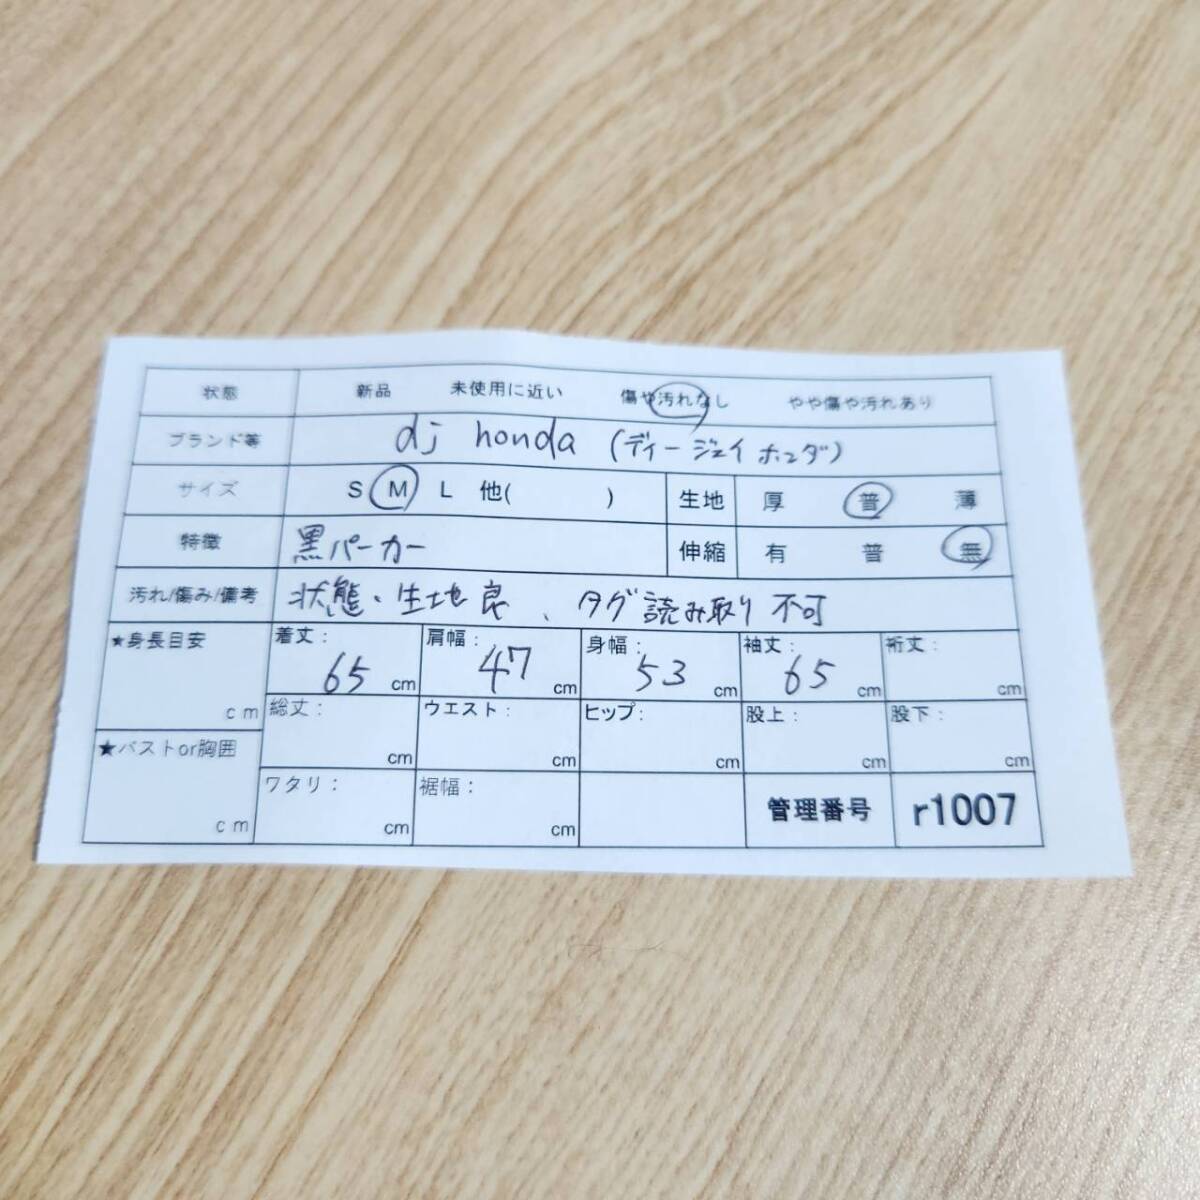 状態 新品 未使用に近い 傷や汚れなし やや傷や汚れあり
ブランド等 dj honda (ディージェイ ホンダ)
サイズ S M L 他( ) 生地 厚 普 薄
特徴 黒パーカー 伸縮 有 普 無
汚れ/傷み/備考 状態・生地良、タグ読み取り不可
★身長目安 cm 着丈: 65 cm 肩幅: 47 cm 身幅: 53 cm 袖丈: 65 cm 裄丈: cm
総丈: cm ウエスト: cm ヒップ: cm 股上: cm 股下: cm
★バストor胸囲 cm ワタリ: cm 裾幅: cm 管理番号 r1007